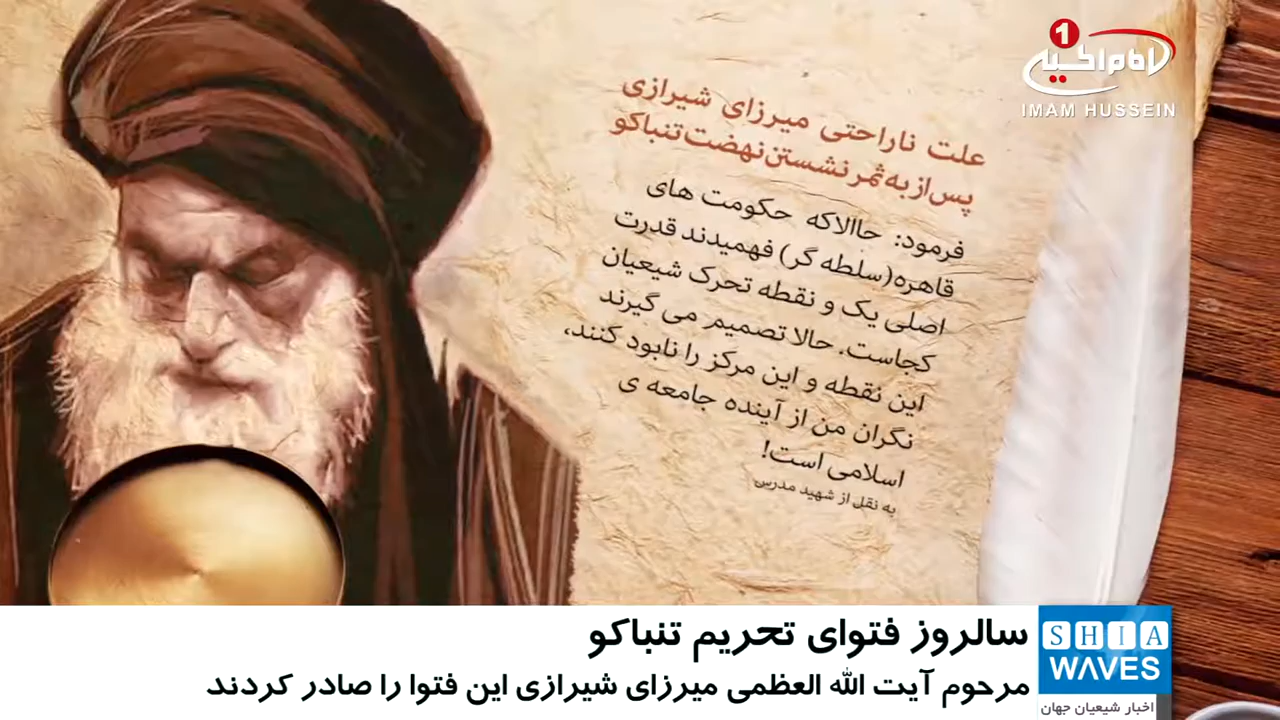 1
امام حسین
IMAM HUSSEIN
علت ناراحتی میرزای شیرازی
پس از به ثمر نشستن نهضت تنباکو
فرمود: حاالاکه حکومت های
قاهره(سلطه گر) فهمیدند قدرت
اصلی یک و نقطه تحرک شیعیان
کجاست. حالا تصمیم می گیرند
این نقطه و این مرکز را نابود کنند،
نگران من از آینده جامعه ی
اسلامی است!
به نقل از شهید مدرس
سالروز فتوای تحریم تنباکو
مرحوم آیت الله العظمی میرزای شیرازی این فتوا را صادر کردند
SHIA
WAVES
اخبار شیعیان جهان